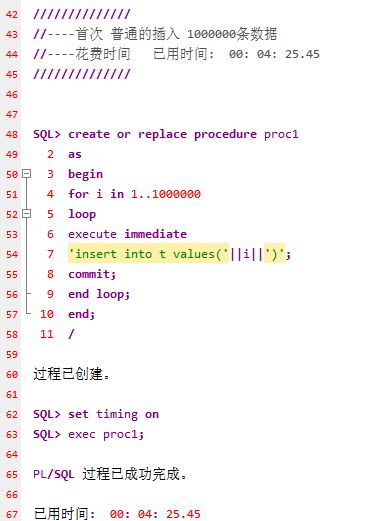 42 //////////////
43 //----首次 普通的插入 1000000条数据
44 //----花费时间   已用时间:  00: 04: 25.45
45 //////////////
46
47
48 SQL> create or replace procedure proc1
49   2  as
50   3  begin
51   4  for i in 1..1000000
52   5  loop
53   6  execute immediate
54   7  'insert into t values('||i||')';
55   8  commit;
56   9  end loop;
57  10  end;
58  11  /
59
60 过程已创建。
61
62 SQL> set timing on
63 SQL> exec proc1;
64
65 PL/SQL 过程已成功完成。
66
67 已用时间:  00: 04: 25.45